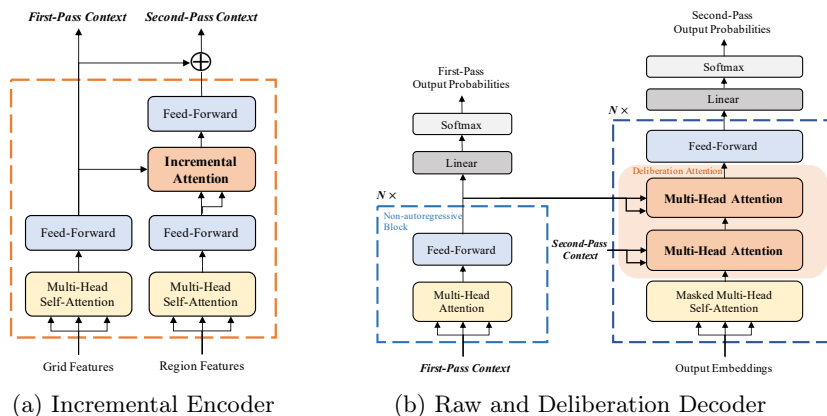 First-Pass Context
Second-Pass Context
Feed-Forward
Incremental
Attention
Feed-Forward
Feed-Forward
Multi-Head
Self-Attention
Multi-Head
Self-Attention
Grid Features
Region Features
(a) Incremental Encoder
First-Pass
Output Probabilities
Softmax
Linear
N ×
Non-autoregressive
Block
Feed-Forward
Multi-Head
Attention
First-Pass Context
Second-Pass
Output Probabilities
Softmax
Linear
N ×
Feed-Forward
Deliberation Attention
Multi-Head Attention
Second-Pass
Context
Multi-Head Attention
Masked Multi-Head
Self-Attention
Output Embeddings
(b) Raw and Deliberation Decoder